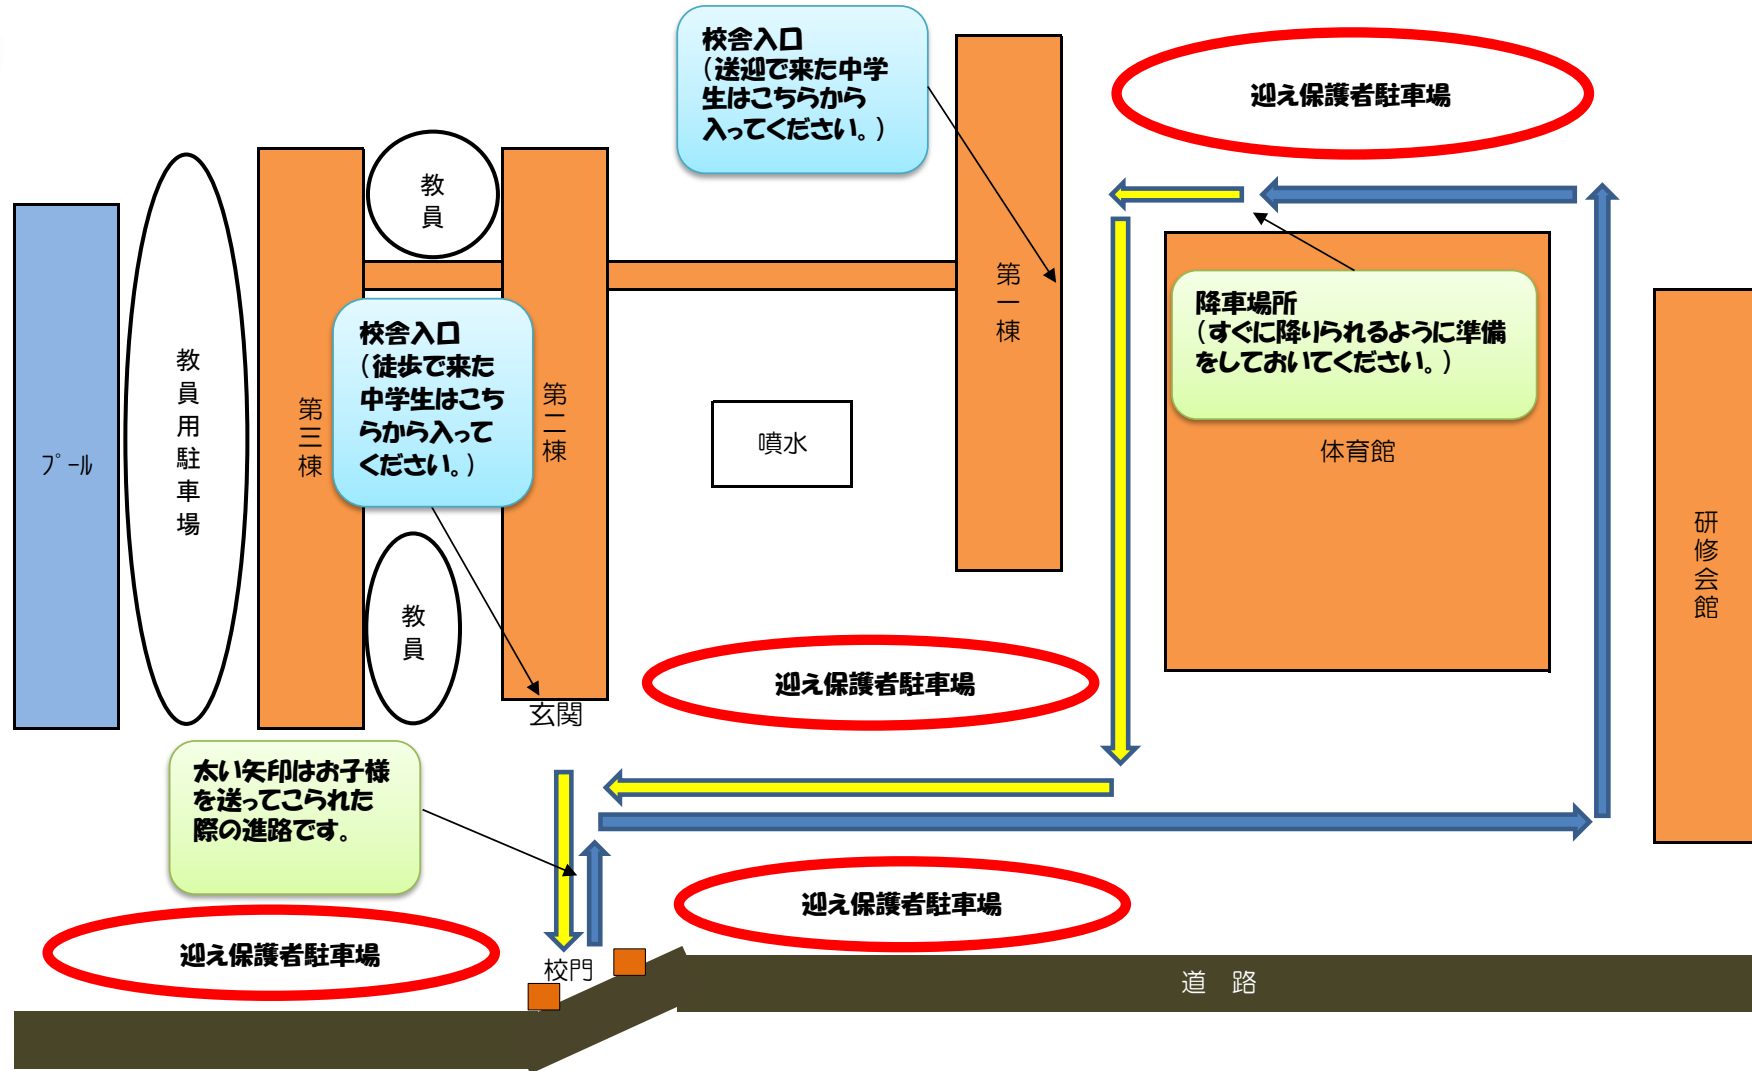 校舎入口
（送迎で来た中学
生はこちらから
入ってください。）
迎え保護者駐車場
教
員
第
一
棟
降車場所
（すぐに降りられるように準備
をしておいてください。）
体育館
校舎入口
（徒歩で来た
中学生はこち
らから入って
ください。）
教
員
用
駐
車
場
第
三
棟
第
二
棟
噴水
ﾌﾟｰﾙ
研
修
会
館
教
員
迎え保護者駐車場
玄関
太い矢印はお子様
を送ってこられた
際の進路です。
迎え保護者駐車場
迎え保護者駐車場
校門
道　路